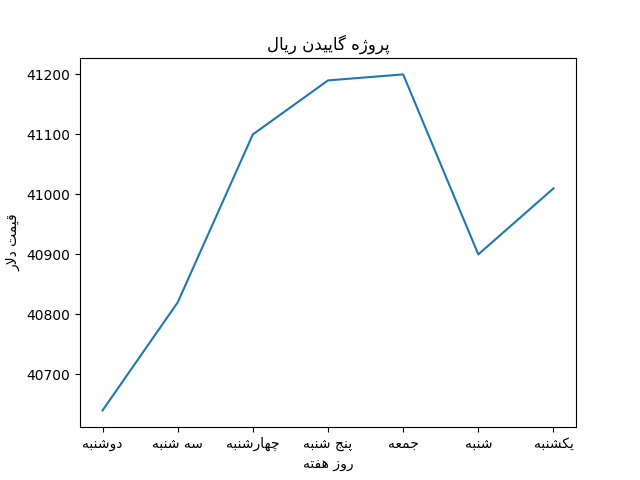 پروژه گاییدن ریال
41200
41100
41000
40900
40800
40700
قیمت دلار
دوشنبه سه شنبه چهارشنبه پنج شنبه جمعه شنبه یکشنبه
روز هفته